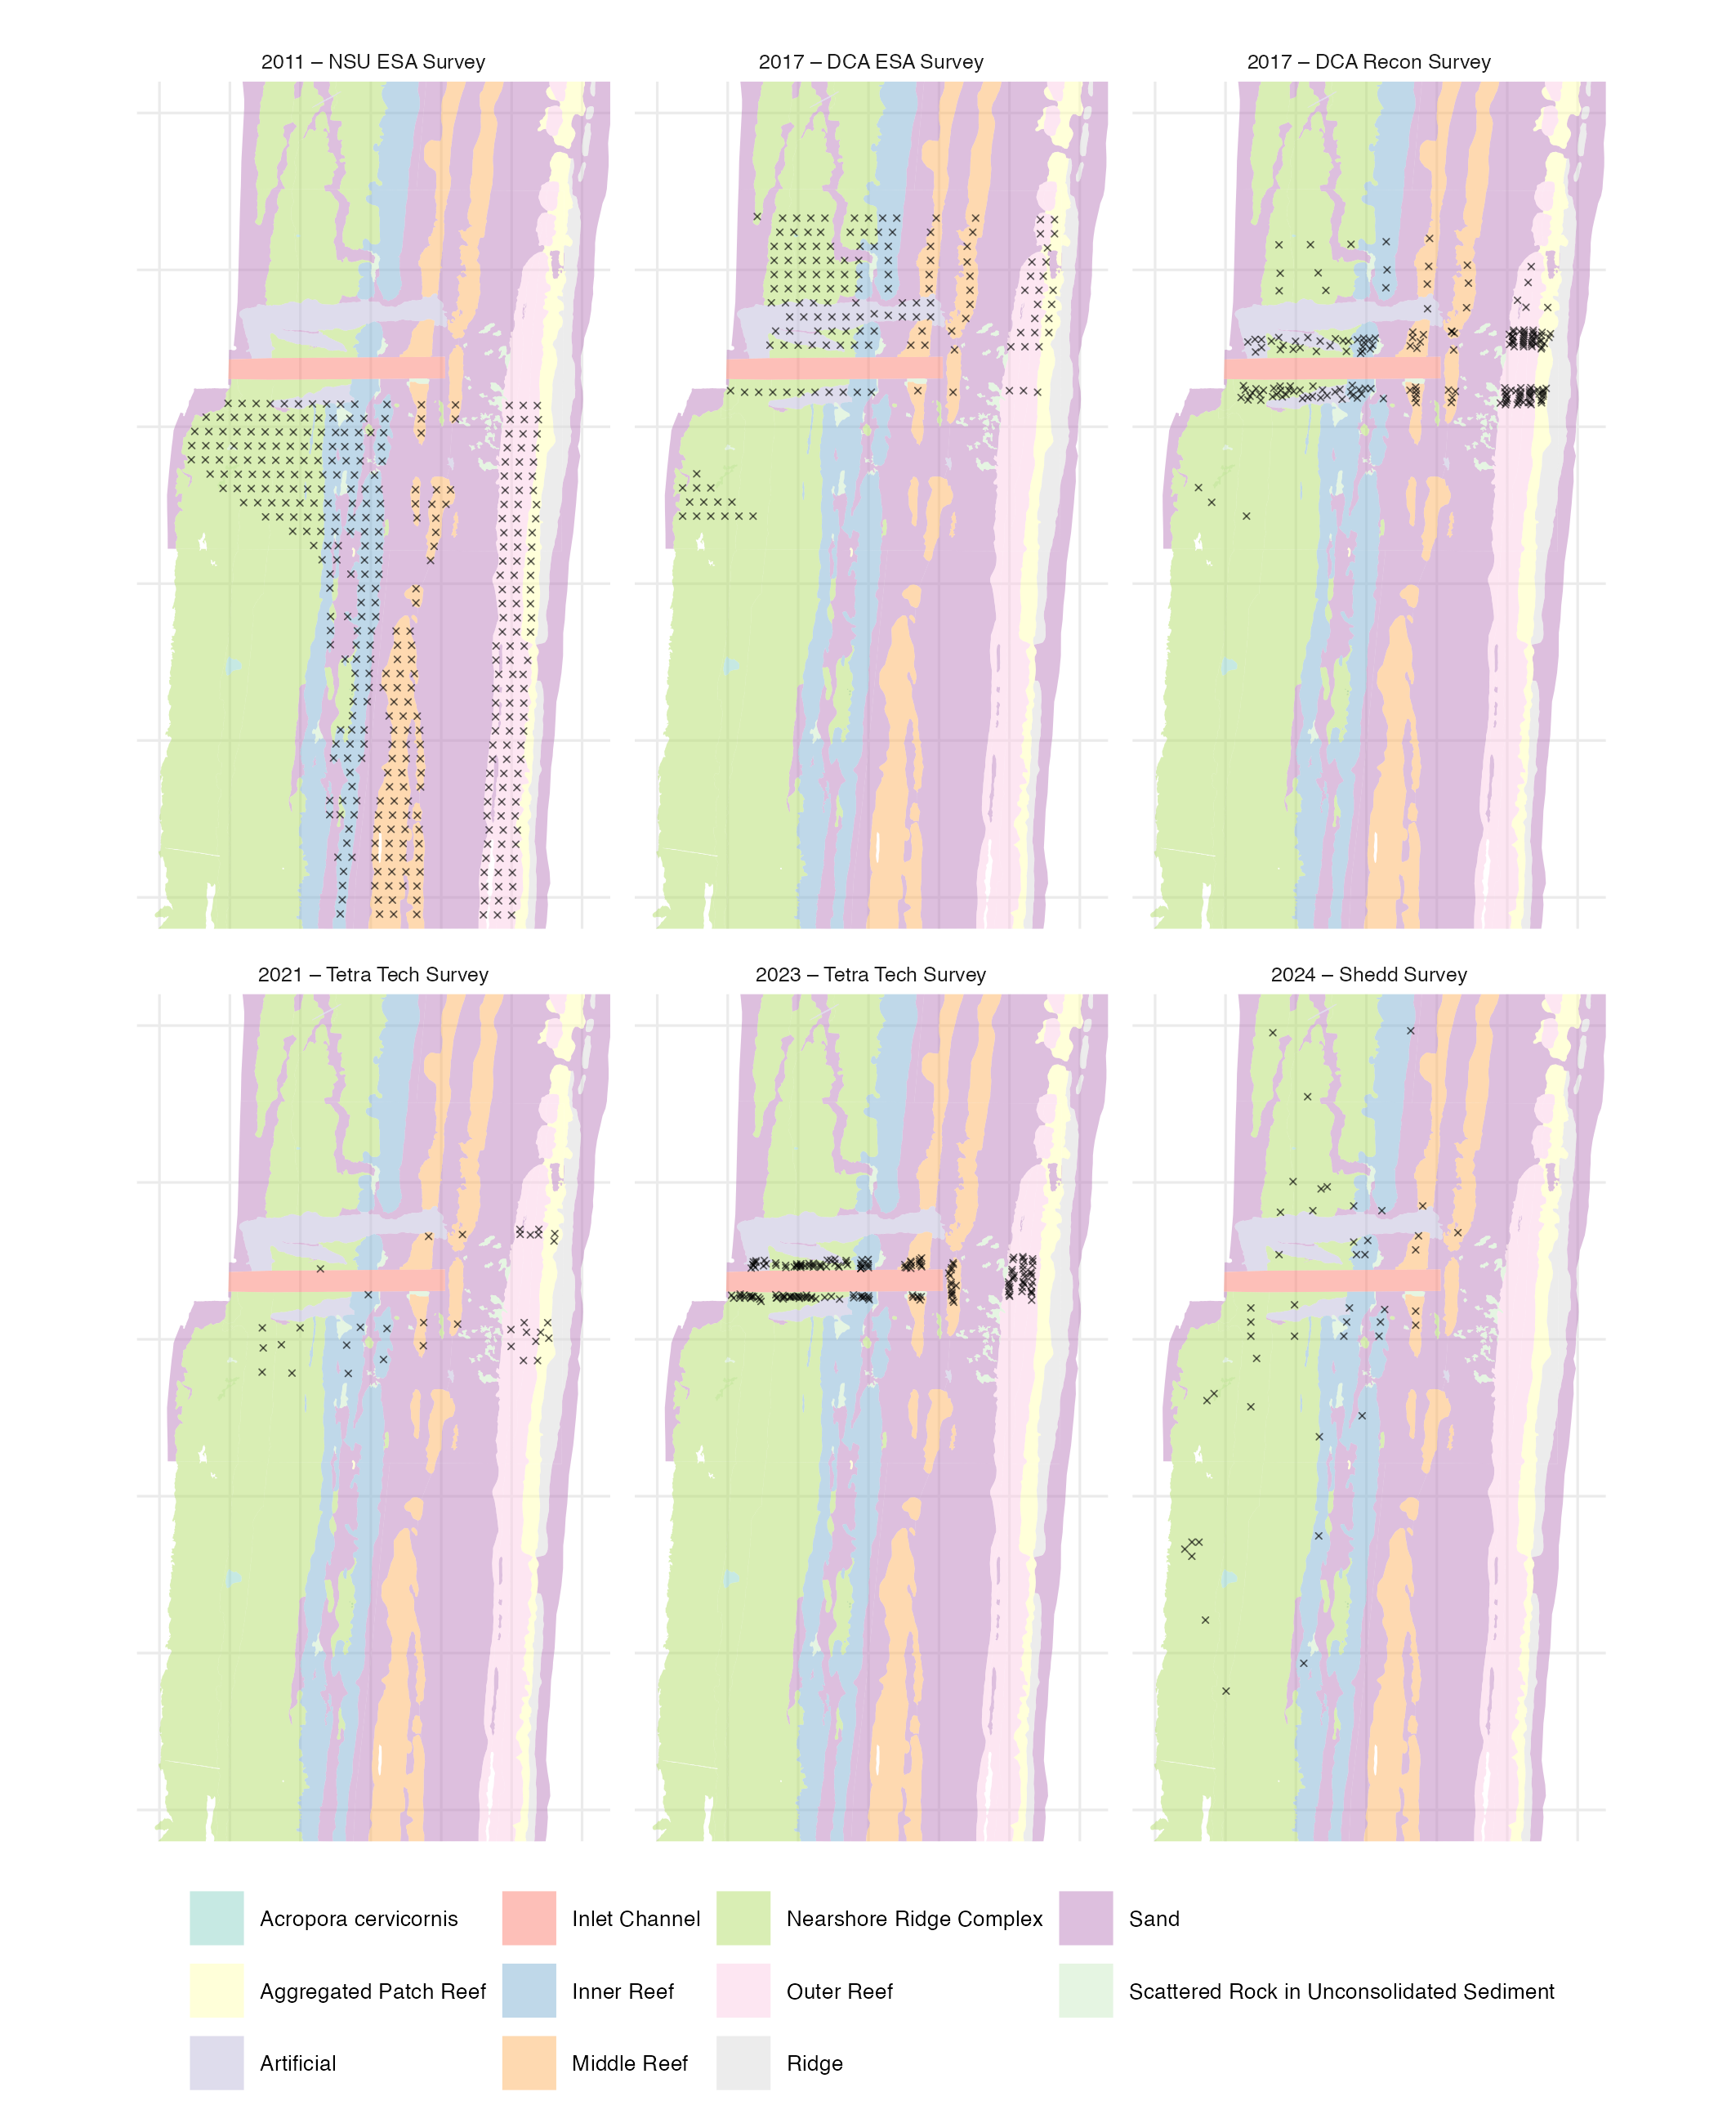 2011 – NSU ESA Survey
2017 – DCA ESA Survey
2017 – DCA Recon Survey
2021 – Tetra Tech Survey
2023 – Tetra Tech Survey
2024 – Shedd Survey
Acropora cervicornis
Inlet Channel
Nearshore Ridge Complex
Sand
Aggregated Patch Reef
Inner Reef
Outer Reef
Scattered Rock in Unconsolidated Sediment
Artificial
Middle Reef
Ridge